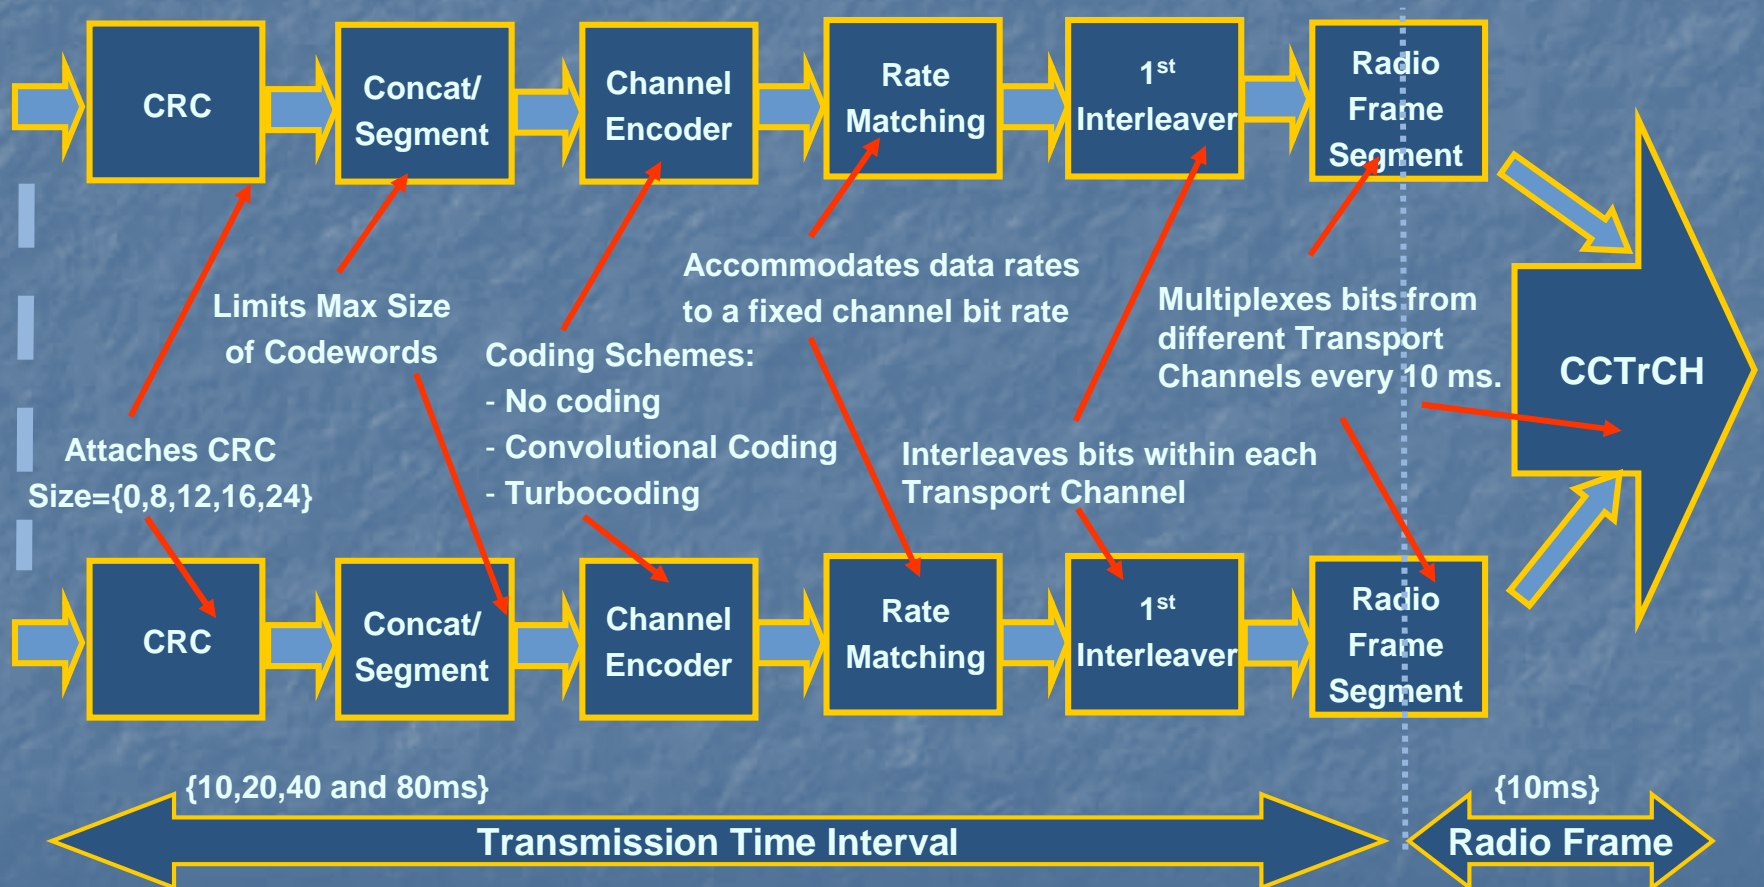 CRC
Concat/
Segment
Channel
Encoder
Rate
Matching
1st
Interleaver
Radio
Frame
Segment
Accommodates data rates
to a fixed channel bit rate
Limits Max Size
of Codewords
Multiplexes bits from
different Transport
Channels every 10 ms.
Coding Schemes:
- No coding
- Convolutional Coding
- Turbocoding
CCTrCH
Attaches CRC
Size={0,8,12,16,24}
Interleaves bits within each
Transport Channel
CRC
Concat/
Segment
Channel
Encoder
Rate
Matching
1st
Interleaver
Radio
Frame
Segment
{10,20,40 and 80ms}
{10ms}
Transmission Time Interval
Radio Frame